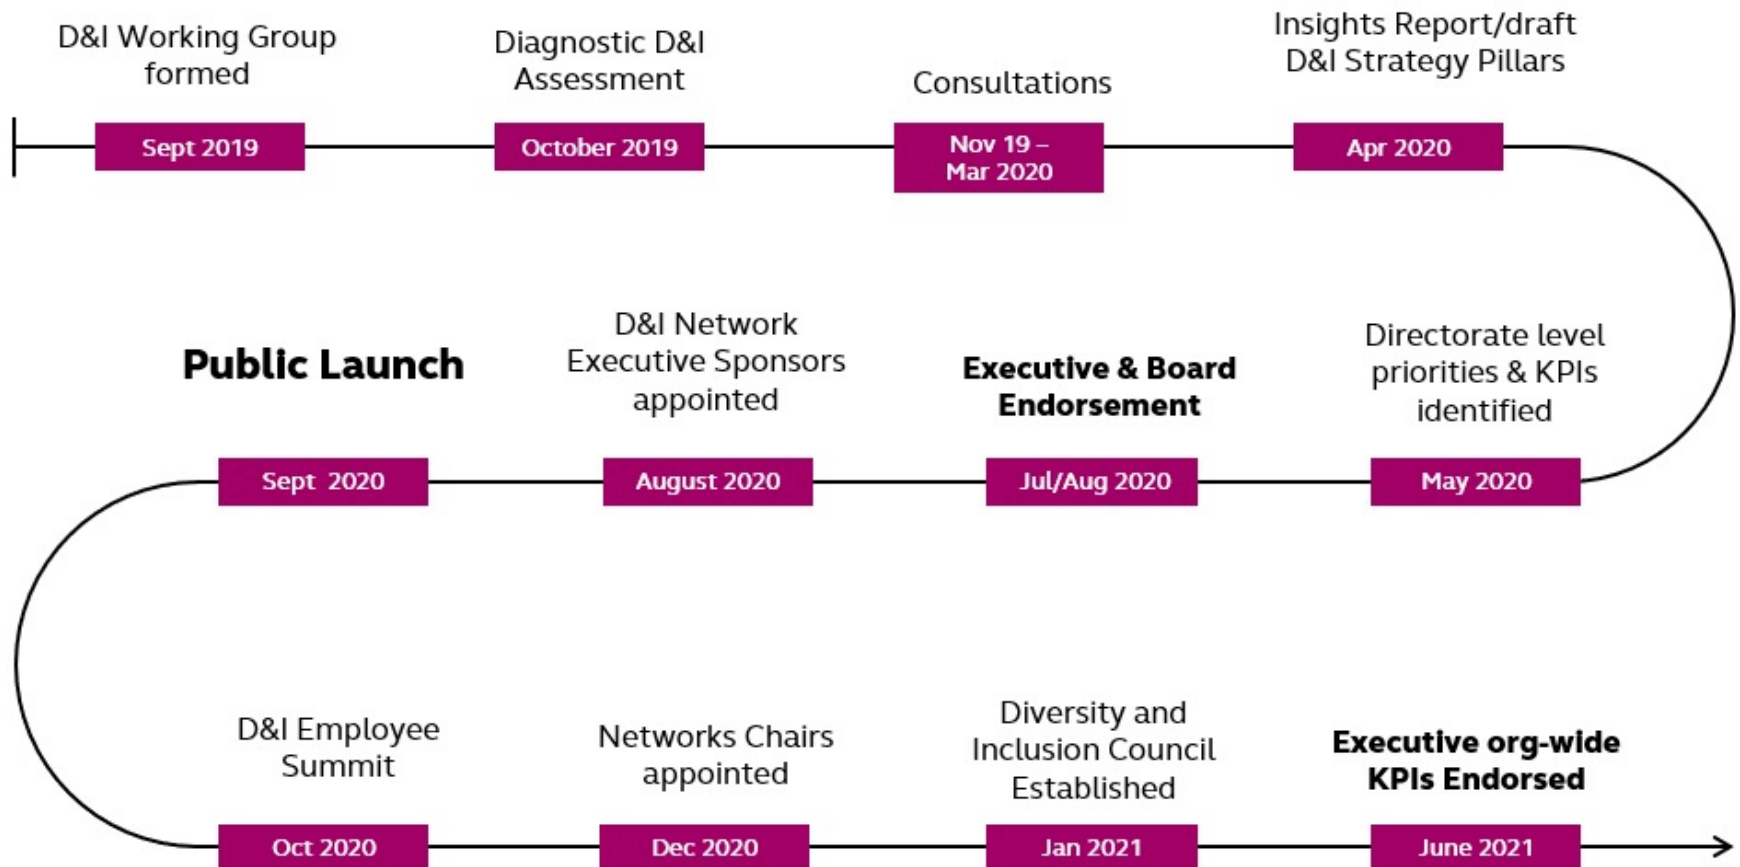 D&I Working Group
formed
Sept 2019
Diagnostic D&I
Assessment
October 2019
Consultations
Nov 19 –
Mar 2020
Insights Report/draft
D&I Strategy Pillars
Apr 2020
Directorate level
priorities & KPIs
identified
May 2020
Executive & Board
Endorsement
Jul/Aug 2020
D&I Network
Executive Sponsors
appointed
August 2020
Public Launch
Sept 2020
D&I Employee
Summit
Oct 2020
Networks Chairs
appointed
Dec 2020
Diversity and
Inclusion Council
Established
Jan 2021
Executive org-wide
KPIs Endorsed
June 2021